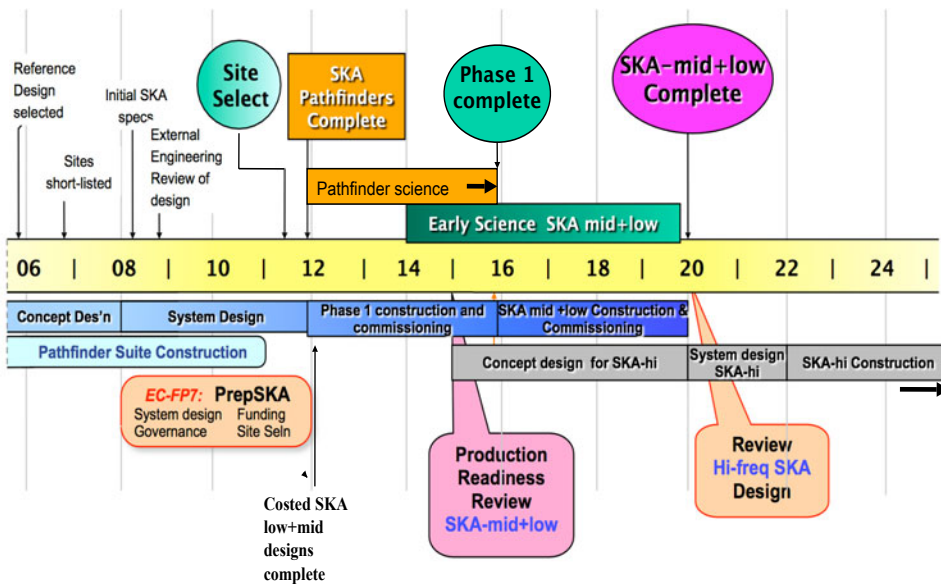 Reference
Design
selected
Sites
short-listed
Initial SKA
specs
External
Engineering
Review of
design
Site
Select
SKA
Pathfinders
Complete
Phase 1
complete
SKA-mid+low
Complete
Pathfinder science
Early Science SKA mid+low
06 | 08 | 10 | 12 | 14 | 16 | 18 | 20 | 22 | 24 |
Concept Des'n
System Design
Phase 1 construction and
commissioning
SKA mid +low Construction &
Commissioning
Pathfinder Suite Construction
Concept design for SKA-hi
System design
SKA-hi
SKA-hi Construction
EC-FP7: PrepSKA
System design Funding
Governance Site Seln
Costed SKA
low+mid
designs
complete
Production
Readiness
Review
SKA-mid+low
Review
Hi-freq SKA
Design